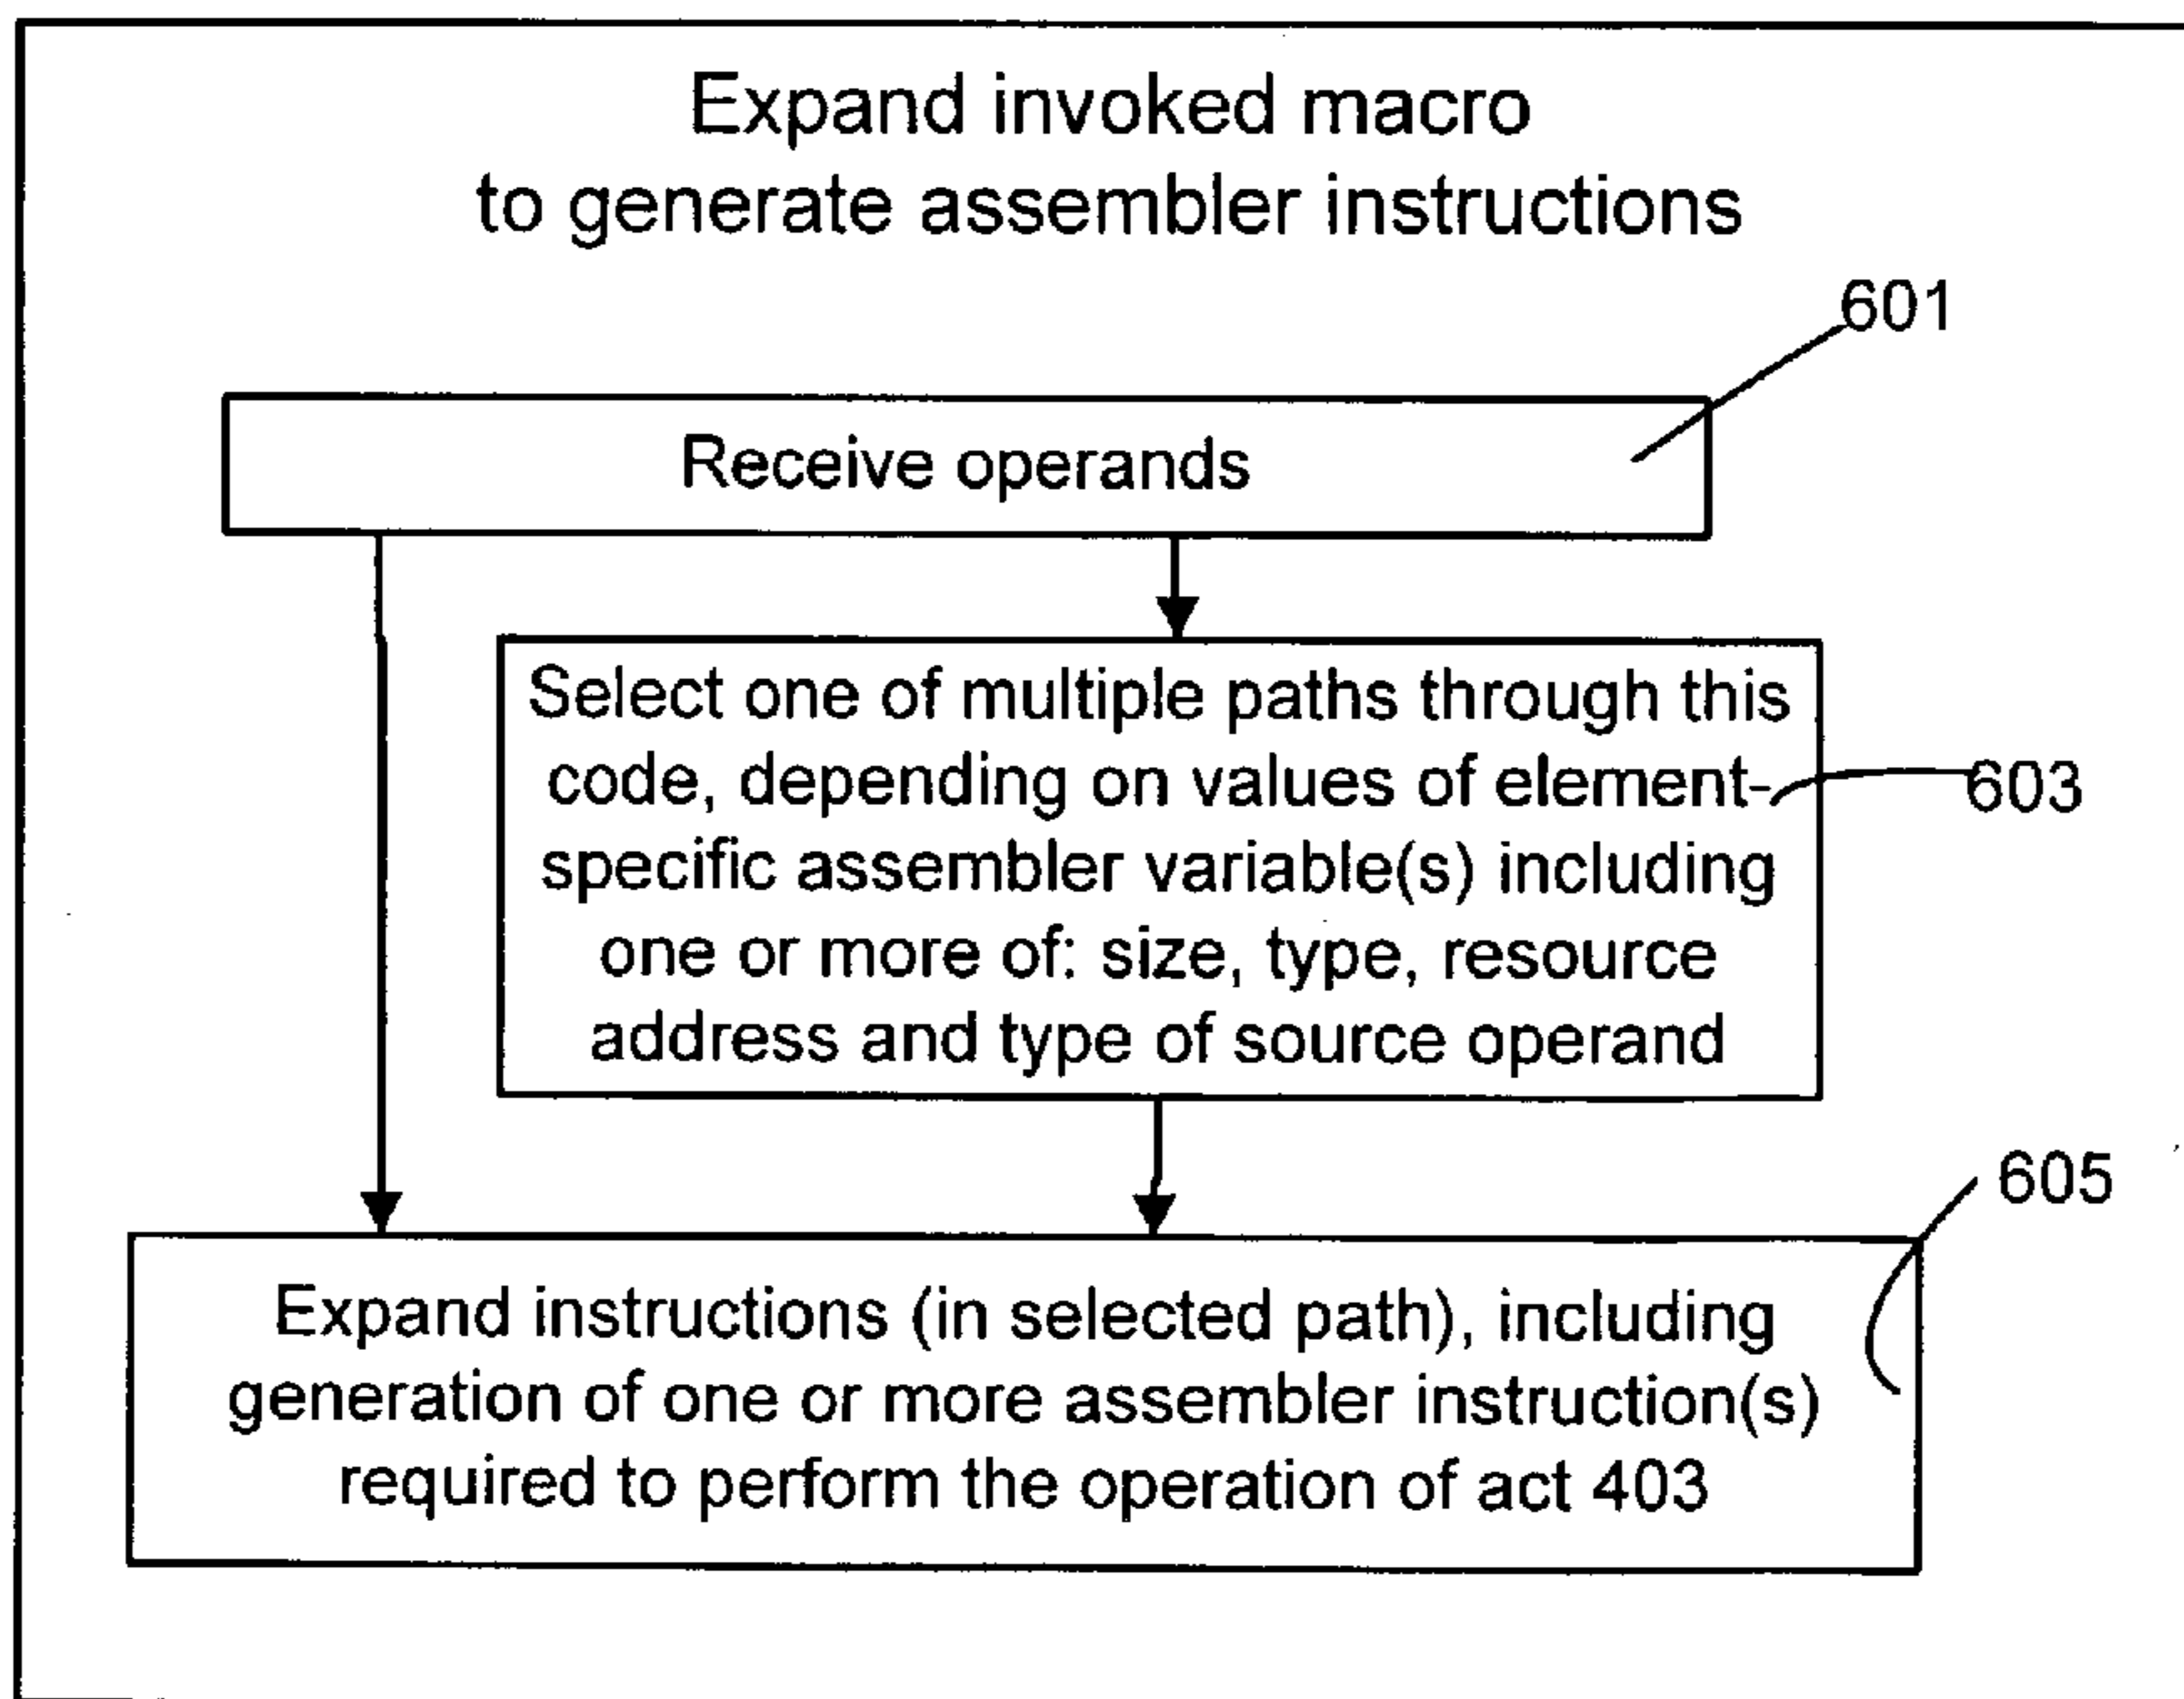 Expand invoked macro
to generate assembler instructions
601
Receive operands
Select one of multiple paths through this
code, depending on values of element-
603
specific assembler variable(s) including
one or more of: size, type, resource
address and type of source operand
605
Expand instructions (in selected path), including
generation of one or more assembler instruction(s)
required to perform the operation of act 403